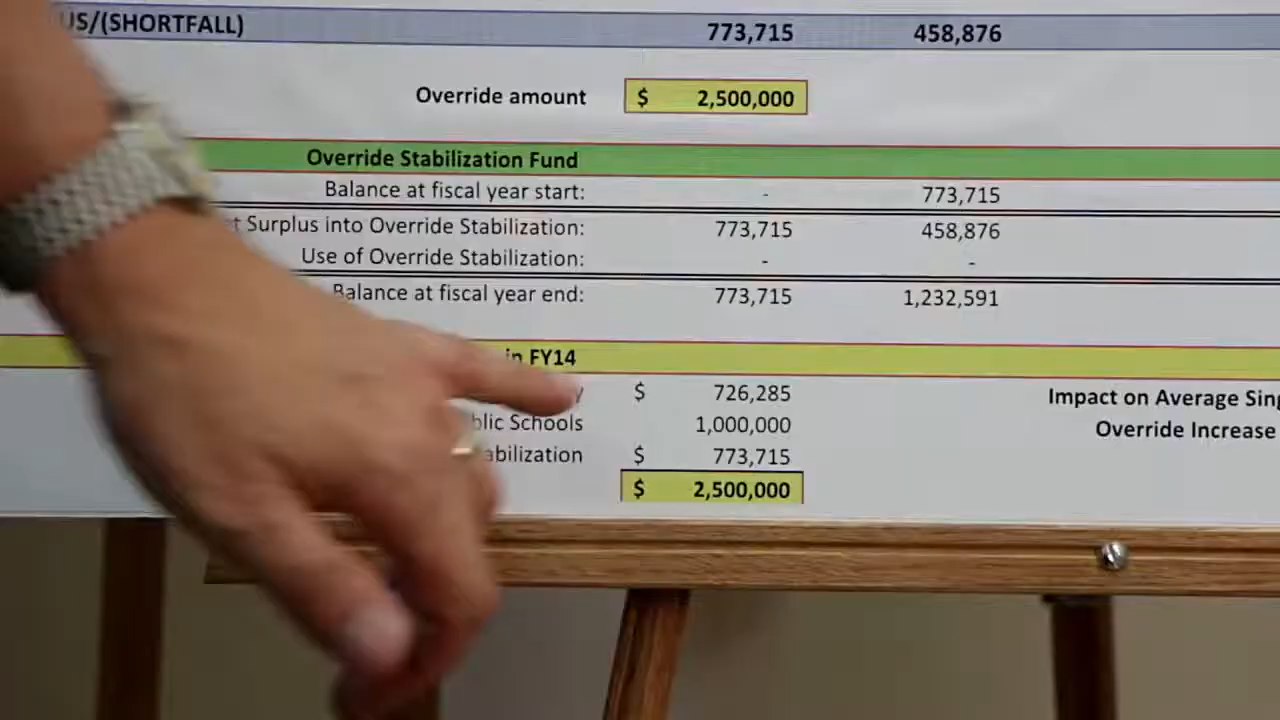 US/(SHORTFALL) 773,715 458,876
Override amount $ 2,500,000
Override Stabilization Fund
Balance at fiscal year start: - 773,715
t Surplus into Override Stabilization: 773,715 458,876
Use of Override Stabilization: - -
Balance at fiscal year end: 773,715 1,232,591
in FY14
y $ 726,285 Impact on Average Sing
blic Schools 1,000,000 Override Increase
abilization $ 773,715
$ 2,500,000